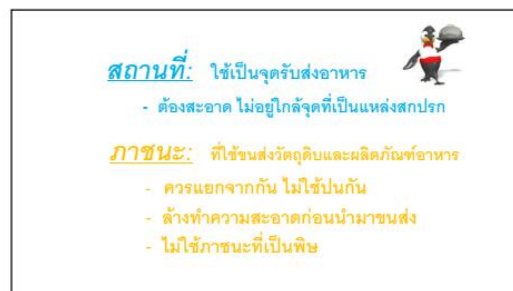 สถานที่: ใช้เป็นจุดรับส่งอาหาร
- ต้องสะอาด ไม่อยู่ใกล้จุดที่เป็นแหล่งสกปรก
ภาชนะ: ที่ใช้ขนส่งวัตถุดิบและผลิตภัณฑ์อาหาร
- ควรแยกจากกัน ไม่ใช้ปนกัน
- ล้างทำความสะอาดก่อนนำมาขนส่ง
- ไม่ใช้ภาชนะที่เป็นพิษ